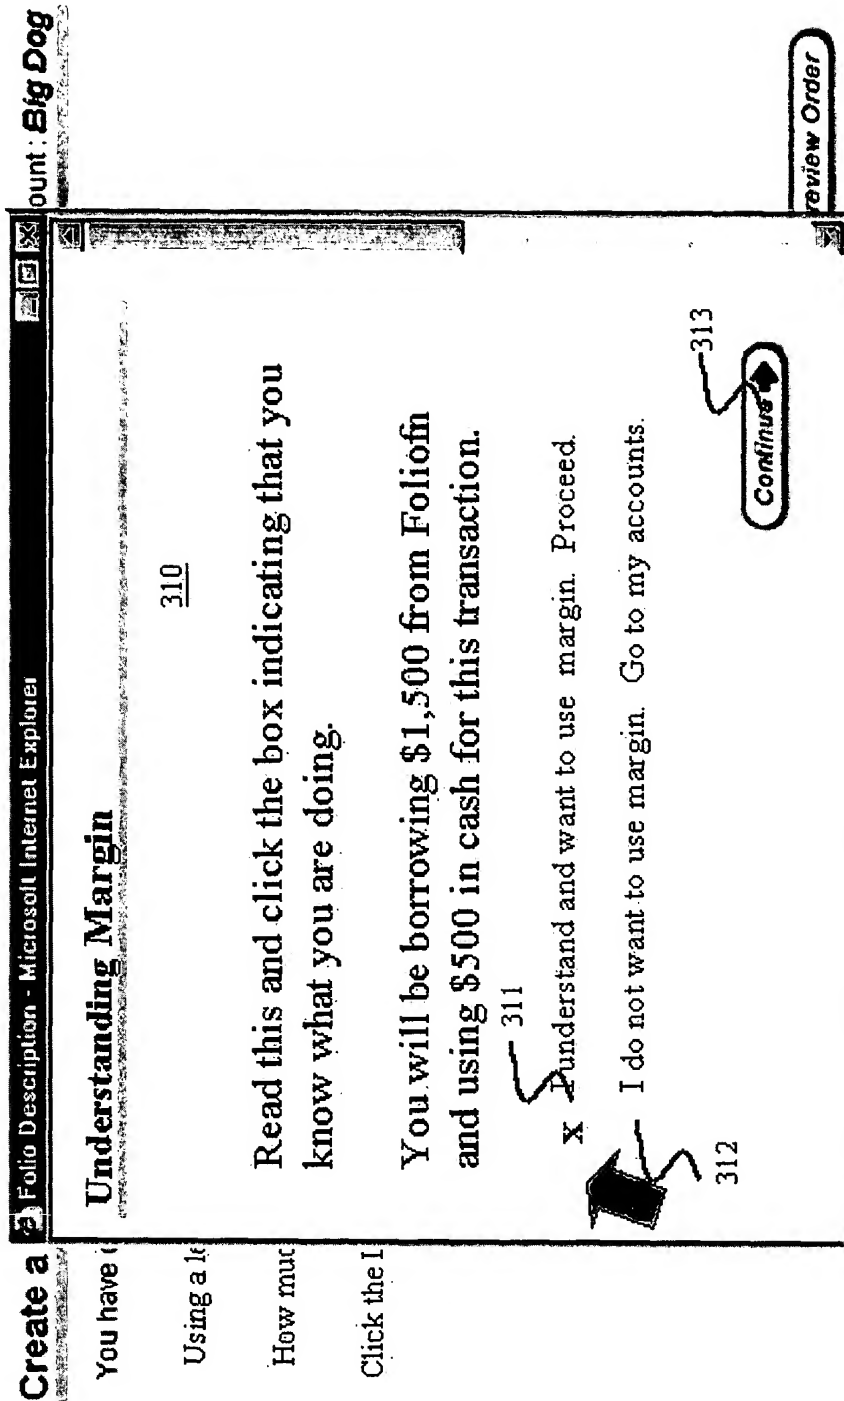 Create a
ount: Big Dog
Folio Description - Microsoft Internet Explorer
You have
Understanding Margin
Using a
310
How muc
Read this and click the box indicating that you
know what you are doing.
Click the
You will be borrowing $1,500 from Foliofn
and using $500 in cash for this transaction.
311
X I understand and want to use margin. Proceed.
I do not want to use margin. Go to my accounts.
312
313
Continue
review Order